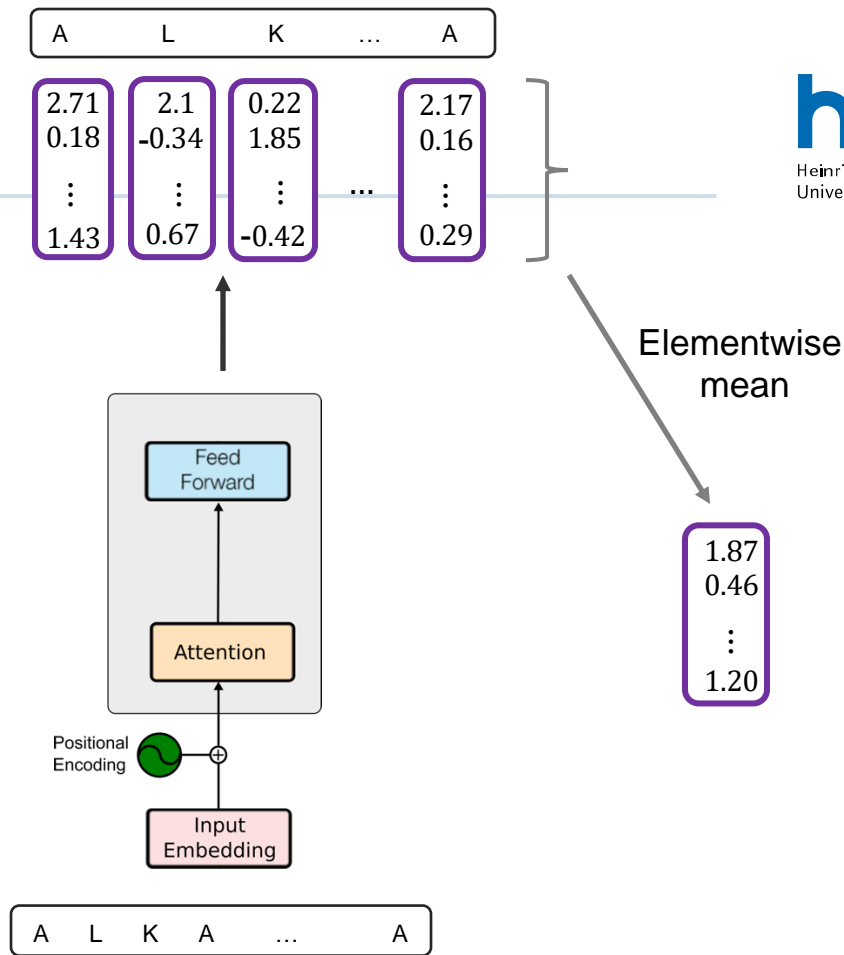 A L K … A
2.71 2.1 0.22 2.17
0.18 -0.34 1.85 0.16
⋮ ⋮ ⋮ ... ⋮
1.43 0.67 -0.42 0.29
Elementwise
mean
1.87
0.46
⋮
1.20
Feed
Forward
Attention
Positional
Encoding
+
Input
Embedding
A L K A … A